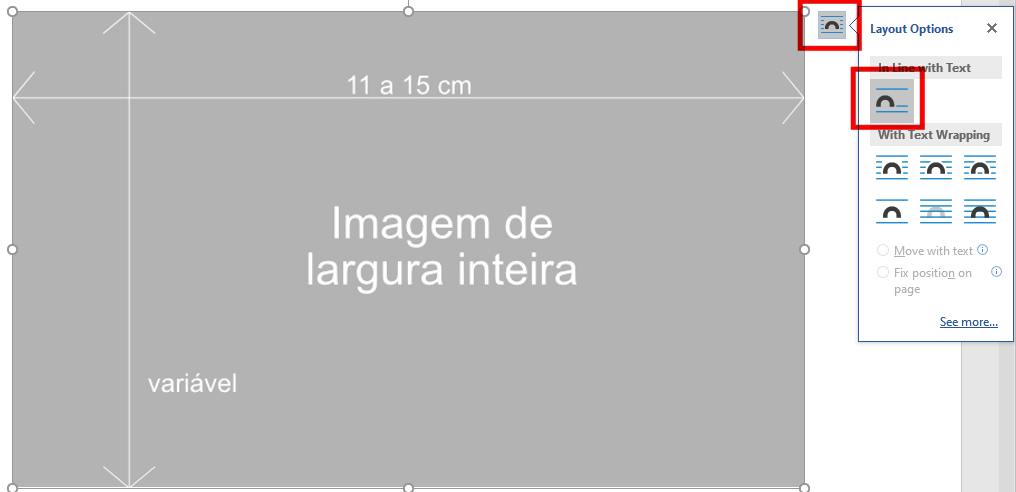 11 a 15 cm
Imagem de
largura inteira
variável
Layout Options
In Line with Text
With Text Wrapping
Move with text
Fix position on
page
See more...